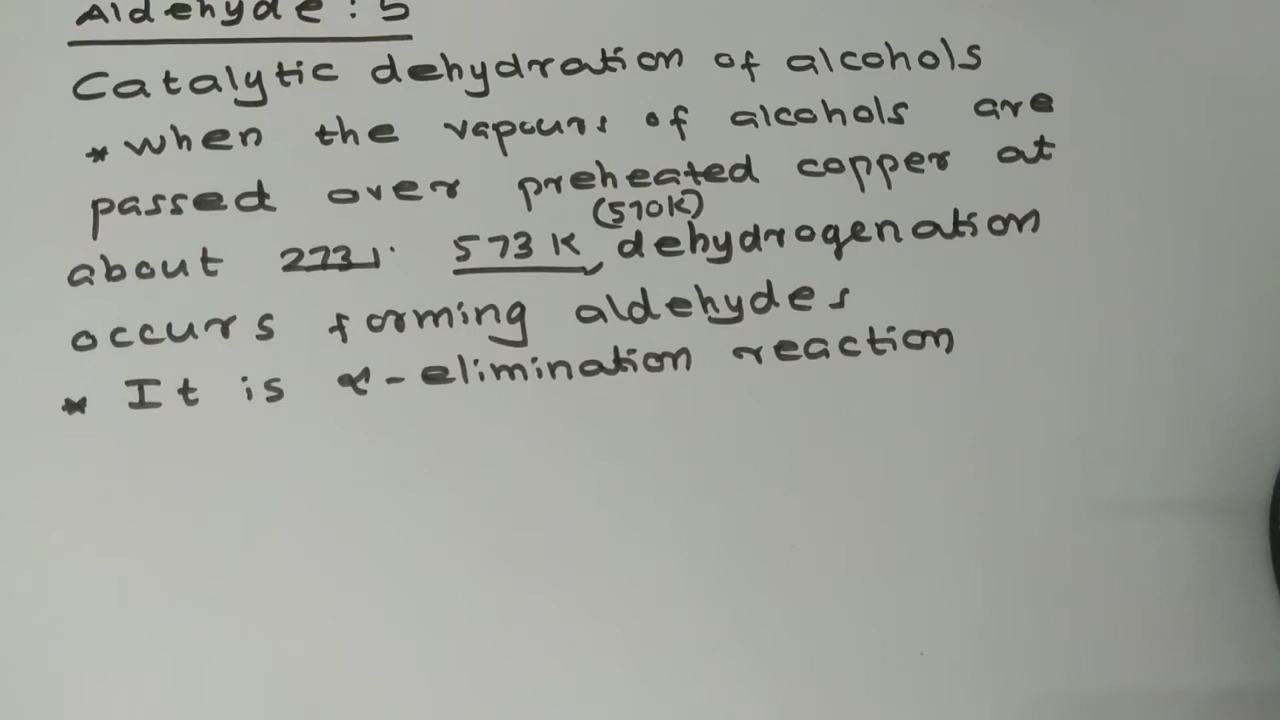 Aldehyde : 5
Catalytic dehydration of alcohols
* when the vapours of alcohols are
passed over preheated copper at
(570K)
about 273 573 K, dehydrogenation
occurs forming aldehydes
* It is α-elimination reaction